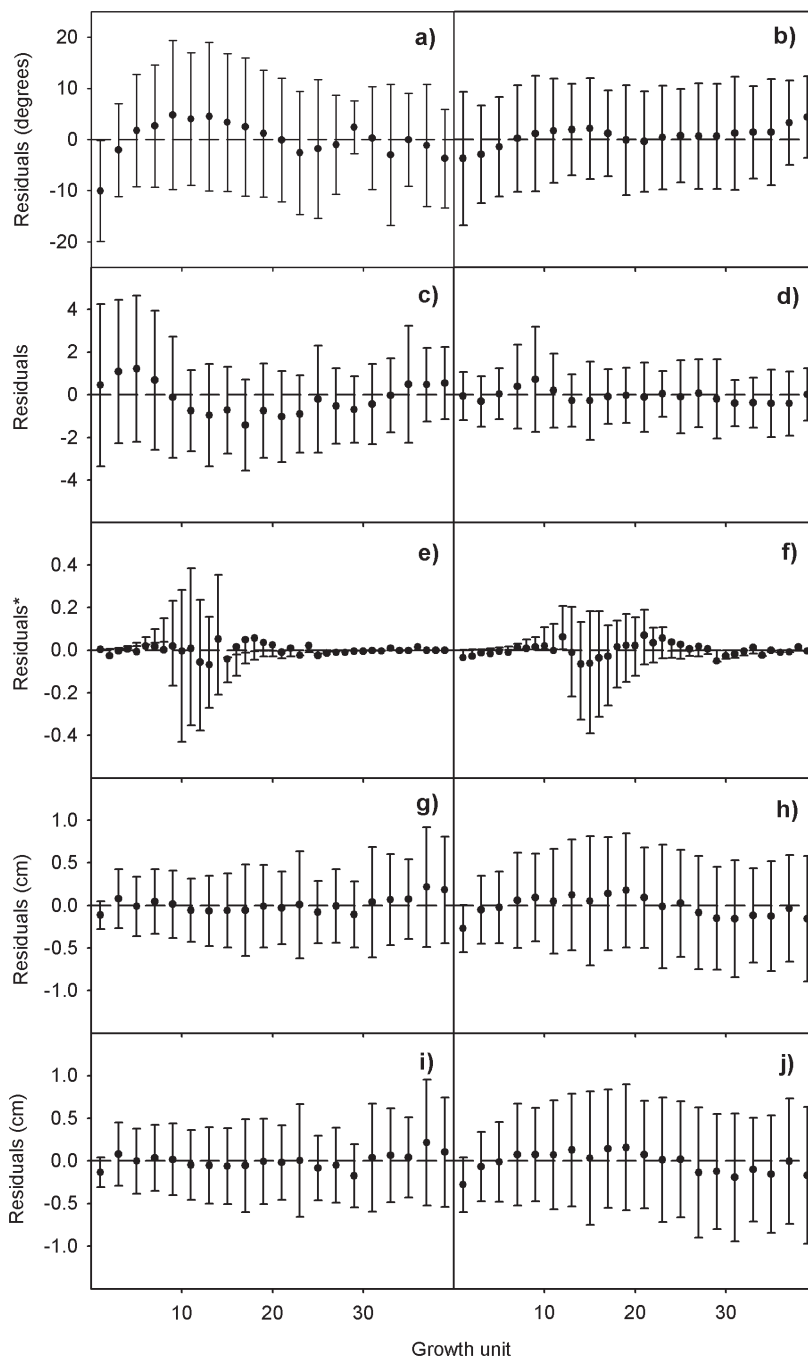 a)
b)
20
10
0
-10
-20
Residuals (degrees)
c)
d)
4
2
0
-2
-4
Residuals
e)
f)
0.4
0.2
0.0
-0.2
-0.4
Residuals*
g)
h)
1.0
0.5
0.0
-0.5
-1.0
Residuals (cm)
i)
j)
1.0
0.5
0.0
-0.5
-1.0
Residuals (cm)
10 20 30 10 20 30
Growth unit